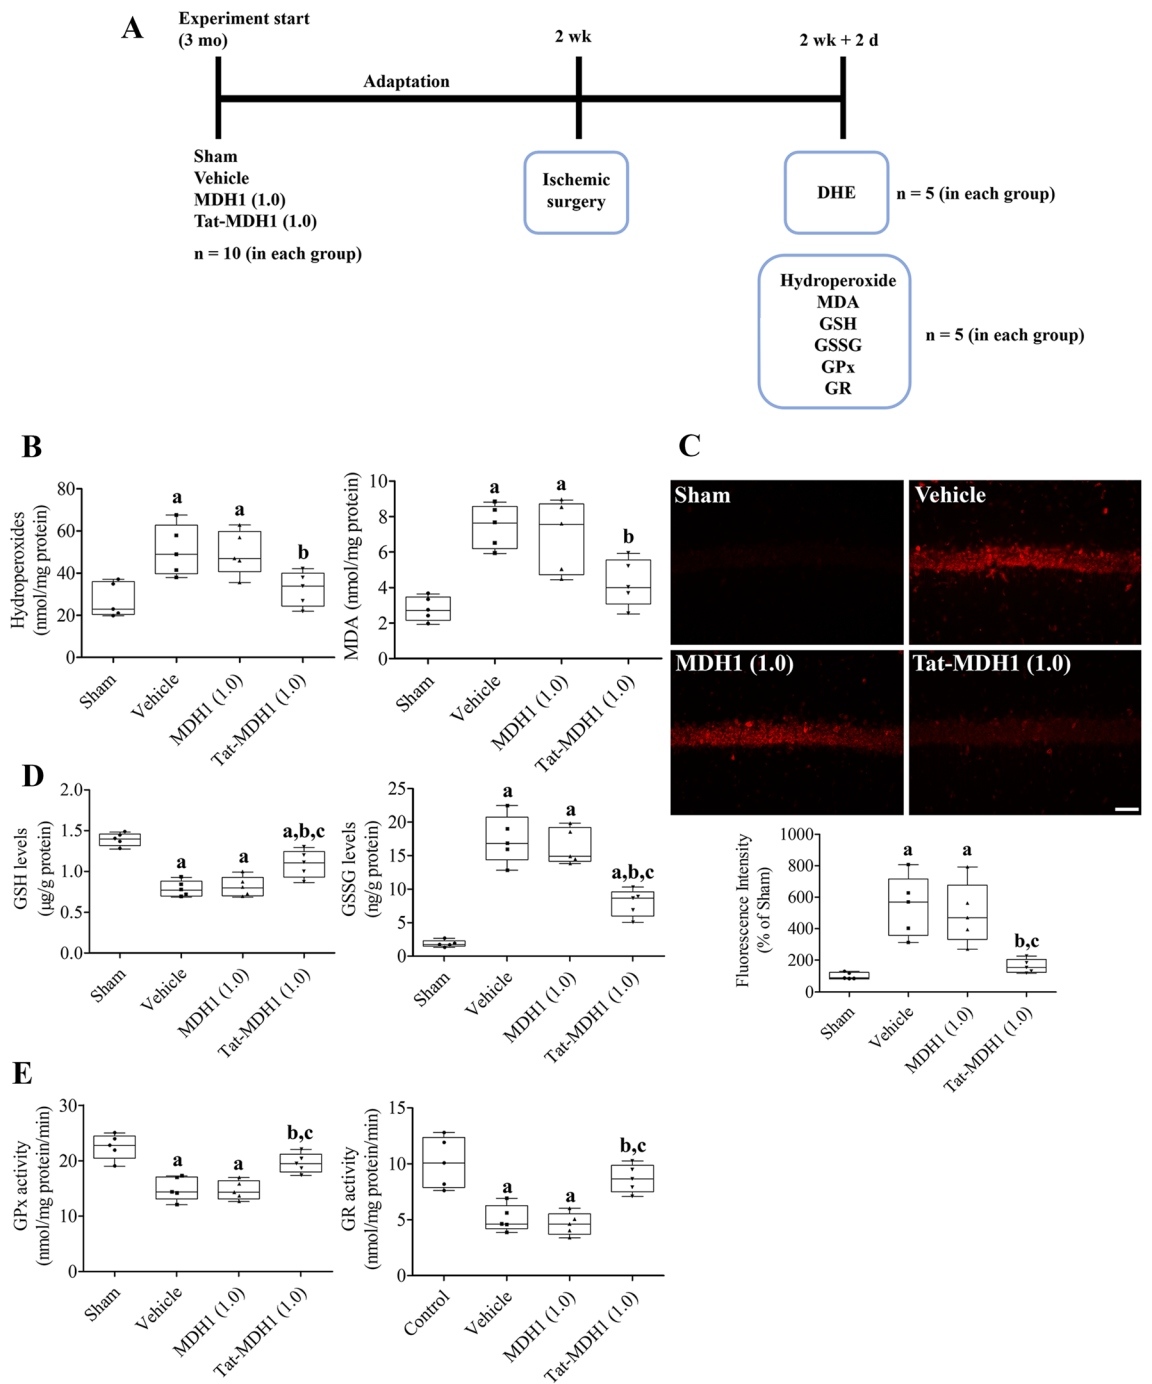 A
Experiment start
(3 mo)
2 wk
2 wk + 2 d
Adaptation
Sham
Vehicle
MDH1 (1.0)
Tat-MDH1 (1.0)
n = 10 (in each group)
Ischemic
surgery
DHE
n = 5 (in each group)
Hydroperoxide
MDA
GSH
GSSG
GPx
GR
n = 5 (in each group)
B
Hydroperoxides
(nmol/mg protein)
80
60
40
20
0
a
a
b
Sham
Vehicle
MDH1 (1.0)
Tat-MDH1 (1.0)
MDA (nmol/mg protein)
10
8
6
4
2
0
a
a
b
Sham
Vehicle
MDH1 (1.0)
Tat-MDH1 (1.0)
C
Sham
Vehicle
MDH1 (1.0)
Tat-MDH1 (1.0)
Fluorescence Intensity
(% of Sham)
1000
800
600
400
200
0
a
a
b,c
Sham
Vehicle
MDH1 (1.0)
Tat-MDH1 (1.0)
D
GSH levels
(μg/g protein)
2.0
1.5
1.0
0.5
0.0
a
a
a,b,c
Sham
Vehicle
MDH1 (1.0)
Tat-MDH1 (1.0)
GSSG levels
(ng/g protein)
25
20
15
10
5
0
a
a
a,b,c
Sham
Vehicle
MDH1 (1.0)
Tat-MDH1 (1.0)
E
GPx activity
(nmol/mg protein/min)
30
20
10
0
a
a
b,c
Sham
Vehicle
MDH1 (1.0)
Tat-MDH1 (1.0)
GR activity
(nmol/mg protein/min)
15
10
5
0
a
a
b,c
Control
Vehicle
MDH1 (1.0)
Tat-MDH1 (1.0)